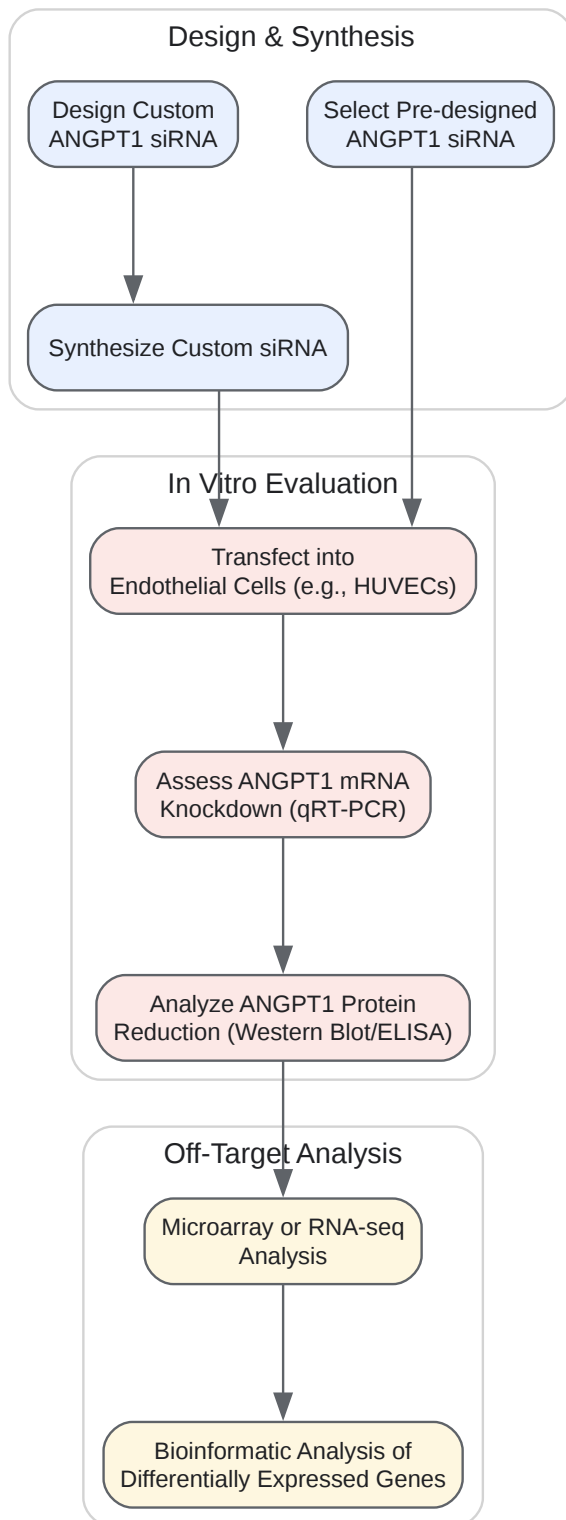 Design & Synthesis
Design Custom
ANGPT1 siRNA
Select Pre-designed
ANGPT1 siRNA
Synthesize Custom siRNA
In Vitro Evaluation
Transfect into
Endothelial Cells (e.g., HUVECs)
Assess ANGPT1 mRNA
Knockdown (qRT-PCR)
Analyze ANGPT1 Protein
Reduction (Western Blot/ELISA)
Off-Target Analysis
Microarray or RNA-seq
Analysis
Bioinformatic Analysis of
Differentially Expressed Genes